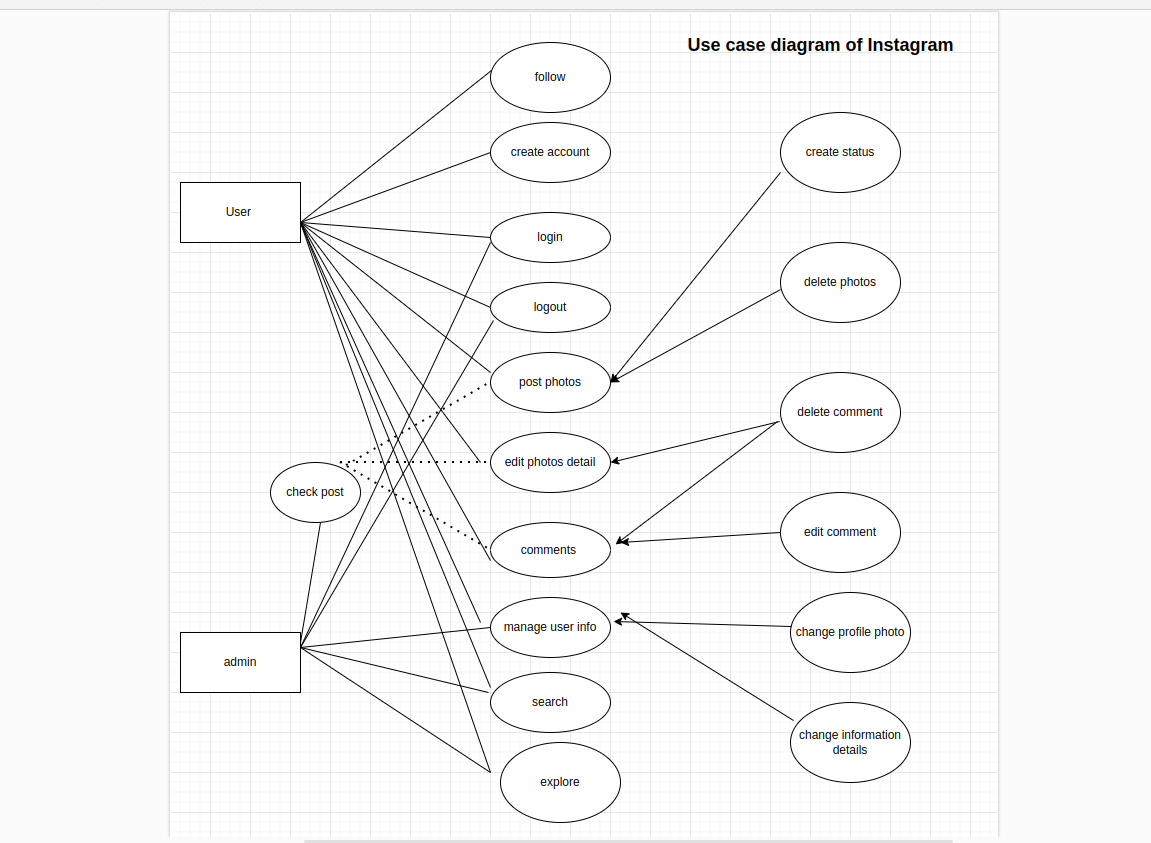 Use case diagram of Instagram
follow
create account
create status
User
login
delete photos
logout
post photos
delete comment
edit photos detail
check post
edit comment
comments
manage user info
change profile photo
admin
search
change information
details
explore